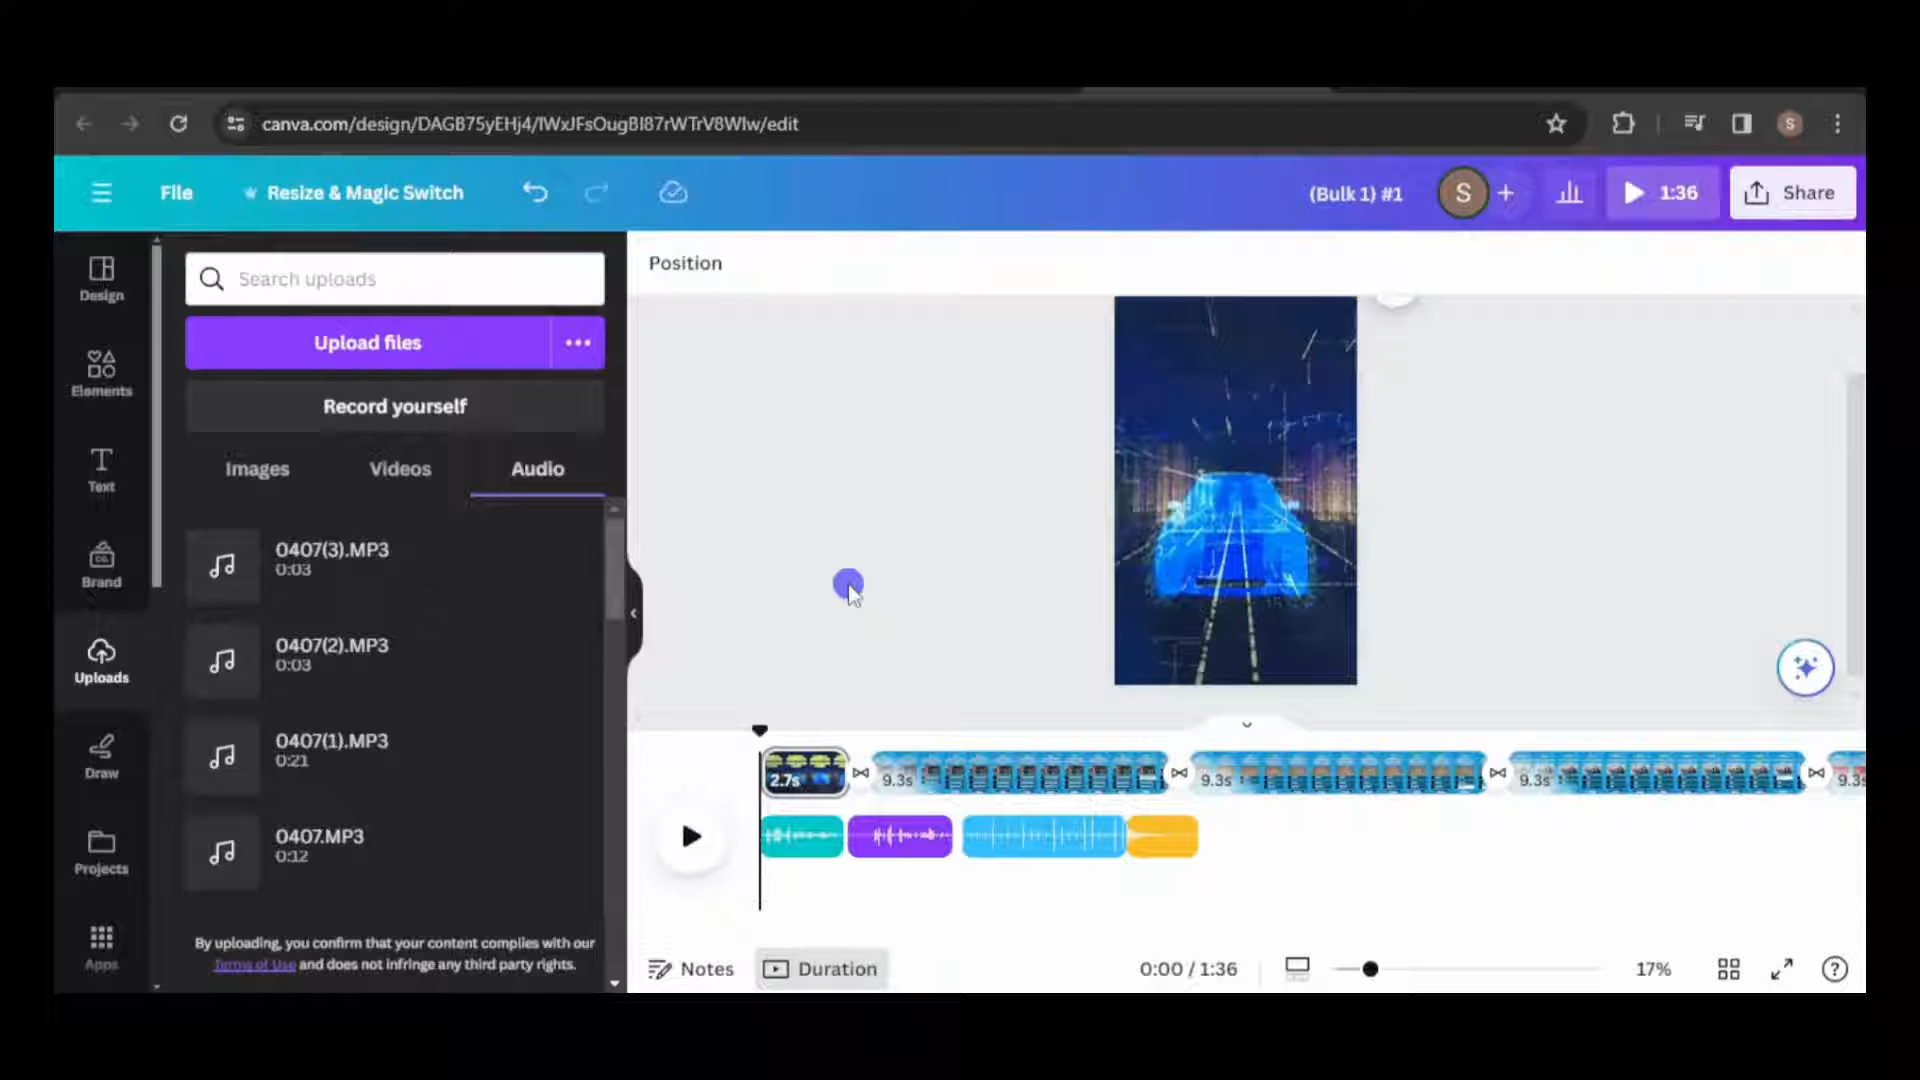 canva.com/design/DAGB75yEHj4/lWxJFsOugBl87rWTrV8Wlw/edit
S
File
Resize & Magic Switch
(Bulk 1) #1
S
1:36
Share
Design
Elements
Text
Brand
Uploads
Draw
Projects
Apps
Search uploads
Upload files
Record yourself
Images
Videos
Audio
0407(3).MP3
0:03
0407(2).MP3
0:03
0407(1).MP3
0:21
0407.MP3
0:12
By uploading, you confirm that your content complies with our
Terms of Use and does not infringe any third party rights.
Position
2.7s
9.3s
9.3s
9.3s
9.3s
Notes
Duration
0:00 / 1:36
17%